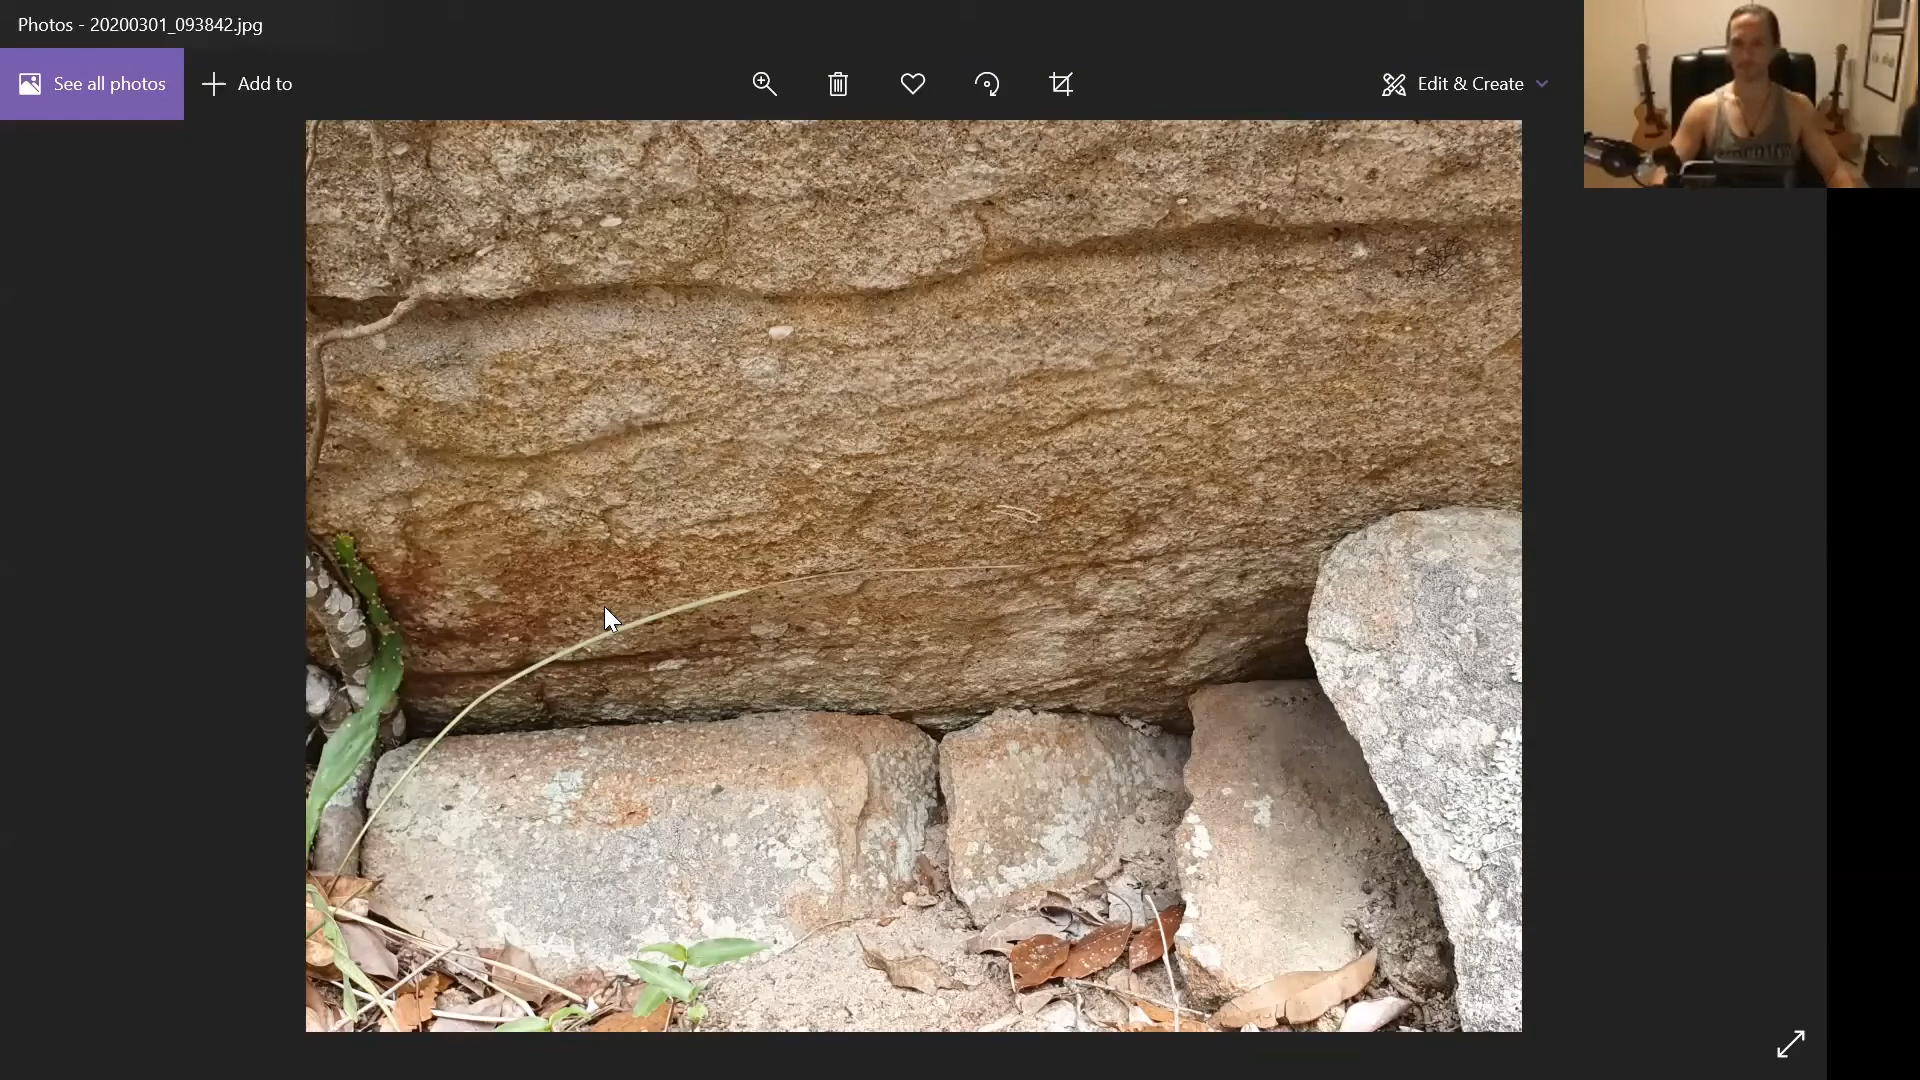 Photos - 20200301_093842.jpg
See all photos
Add to
Edit & Create